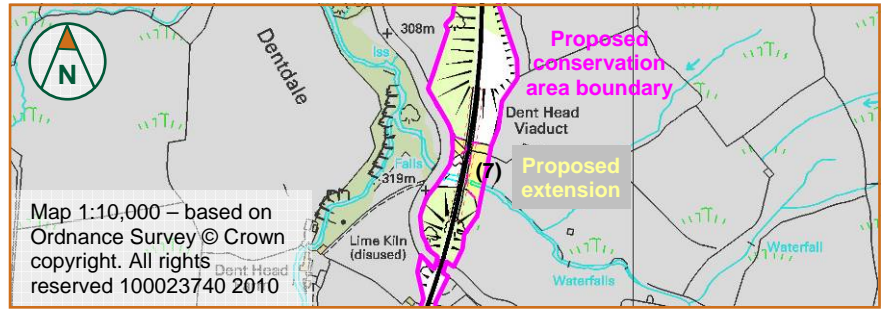 N
Dentdale
308m
Iss
Proposed
conservation
area boundary
Dent Head
Viaduct
Falls
319m
(7)
Proposed
extension
Lime Kiln
(disused)
Waterfalls
Waterfall
Map 1:10,000 – based on
Ordnance Survey © Crown
copyright. All rights
reserved 100023740 2010
Dent Head